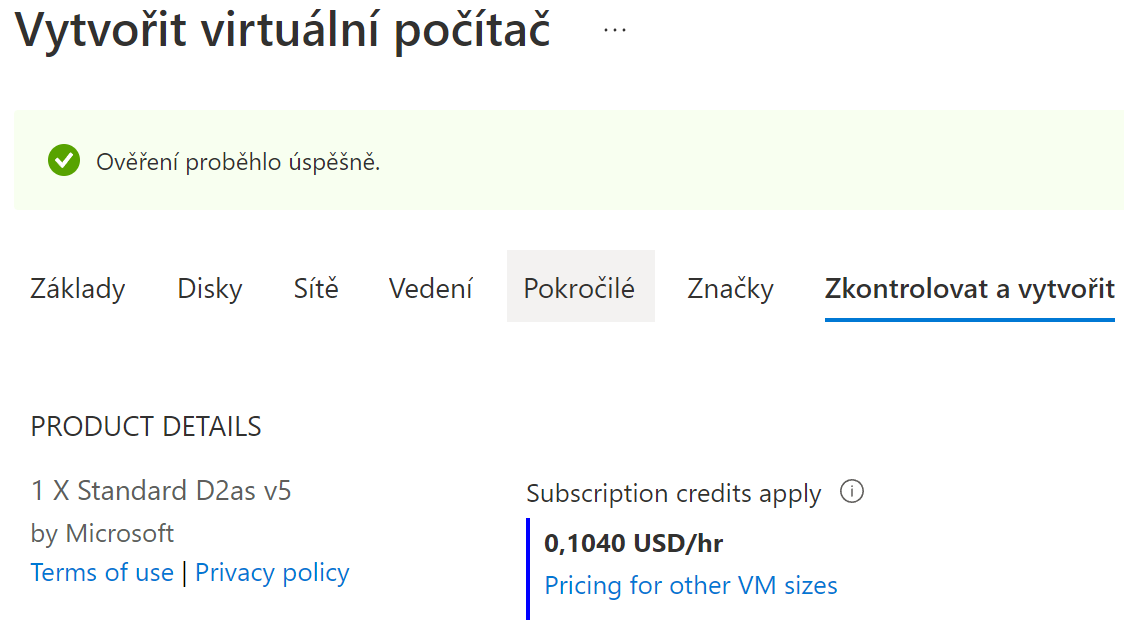 Vytvořit virtuální počítač ...
Ověření proběhlo úspěšně.
Základy Disky Sítě Vedení Pokročilé Značky Zkontrolovat a vytvořit
PRODUCT DETAILS
1 X Standard D2as v5
by Microsoft
Terms of use | Privacy policy
Subscription credits apply
0,1040 USD/hr
Pricing for other VM sizes